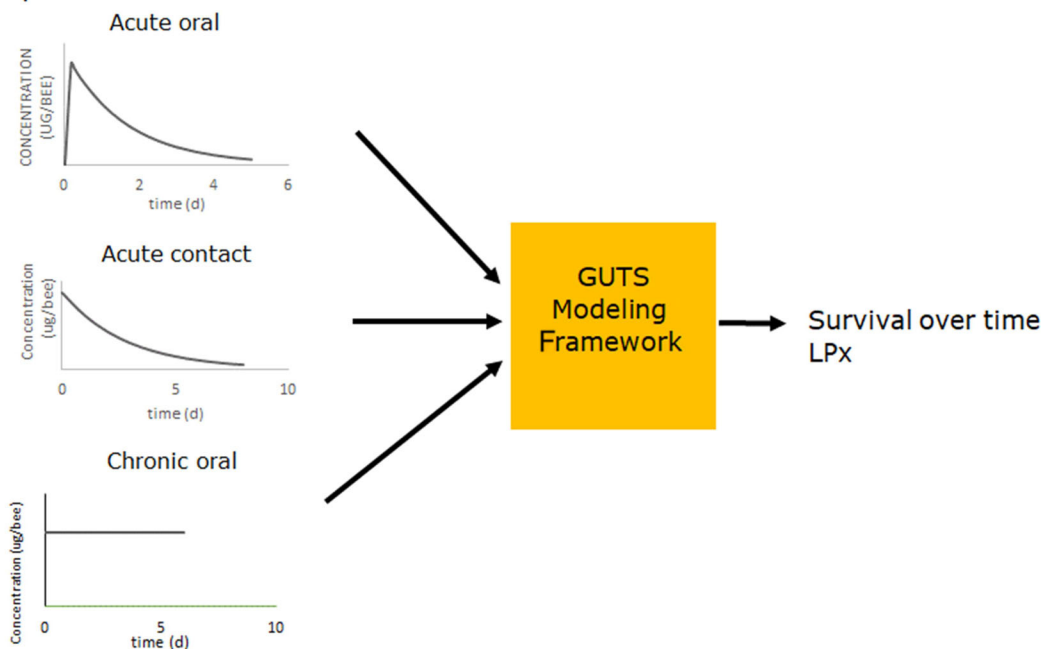 Acute oral
CONCENTRATION
(UG/BEE)
0 2 4 6
time (d)
Acute contact
Concentration
(ug/bee)
0 5 10
time (d)
Chronic oral
Concentration (ug/bee)
0 5 10
time (d)
GUTS
Modeling
Framework
Survival over time
LPx